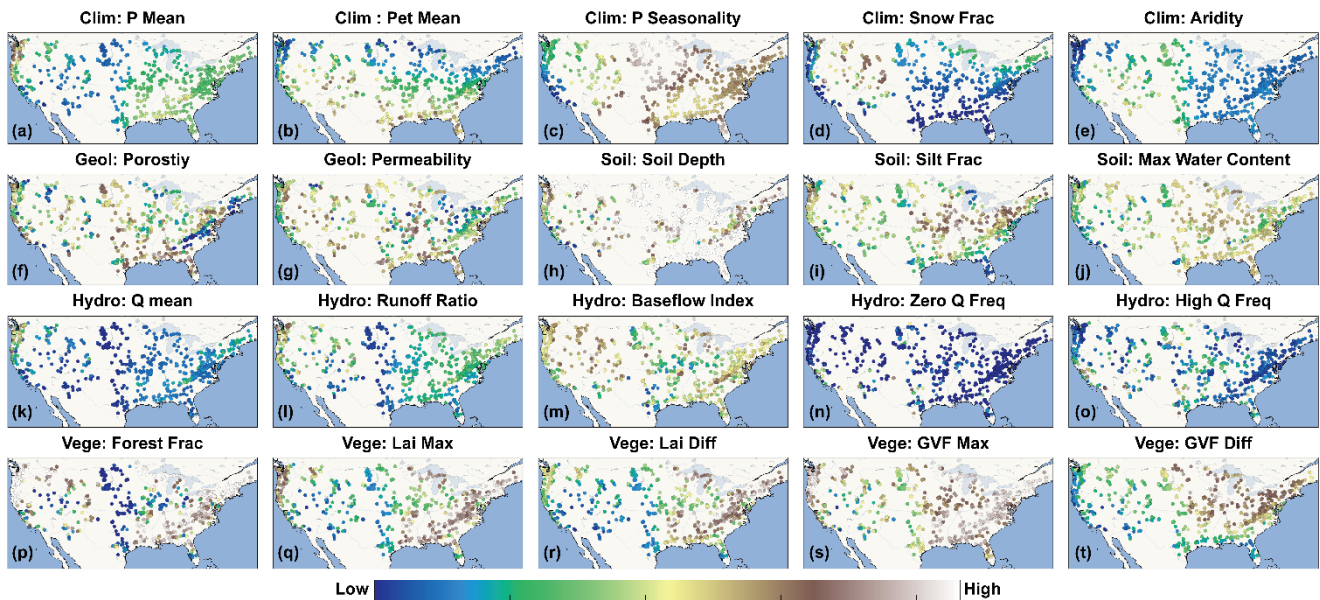 Clim: P Mean Clim : Pet Mean Clim: P Seasonality Clim: Snow Frac Clim: Aridity
(a) (b) (c) (d) (e)
Geol: Porostiy Geol: Permeability Soil: Soil Depth Soil: Silt Frac Soil: Max Water Content
(f) (g) (h) (i) (j)
Hydro: Q mean Hydro: Runoff Ratio Hydro: Baseflow Index Hydro: Zero Q Freq Hydro: High Q Freq
(k) (l) (m) (n) (o)
Vege: Forest Frac Vege: Lai Max Vege: Lai Diff Vege: GVF Max Vege: GVF Diff
(p) (q) (r) (s) (t)
Low High